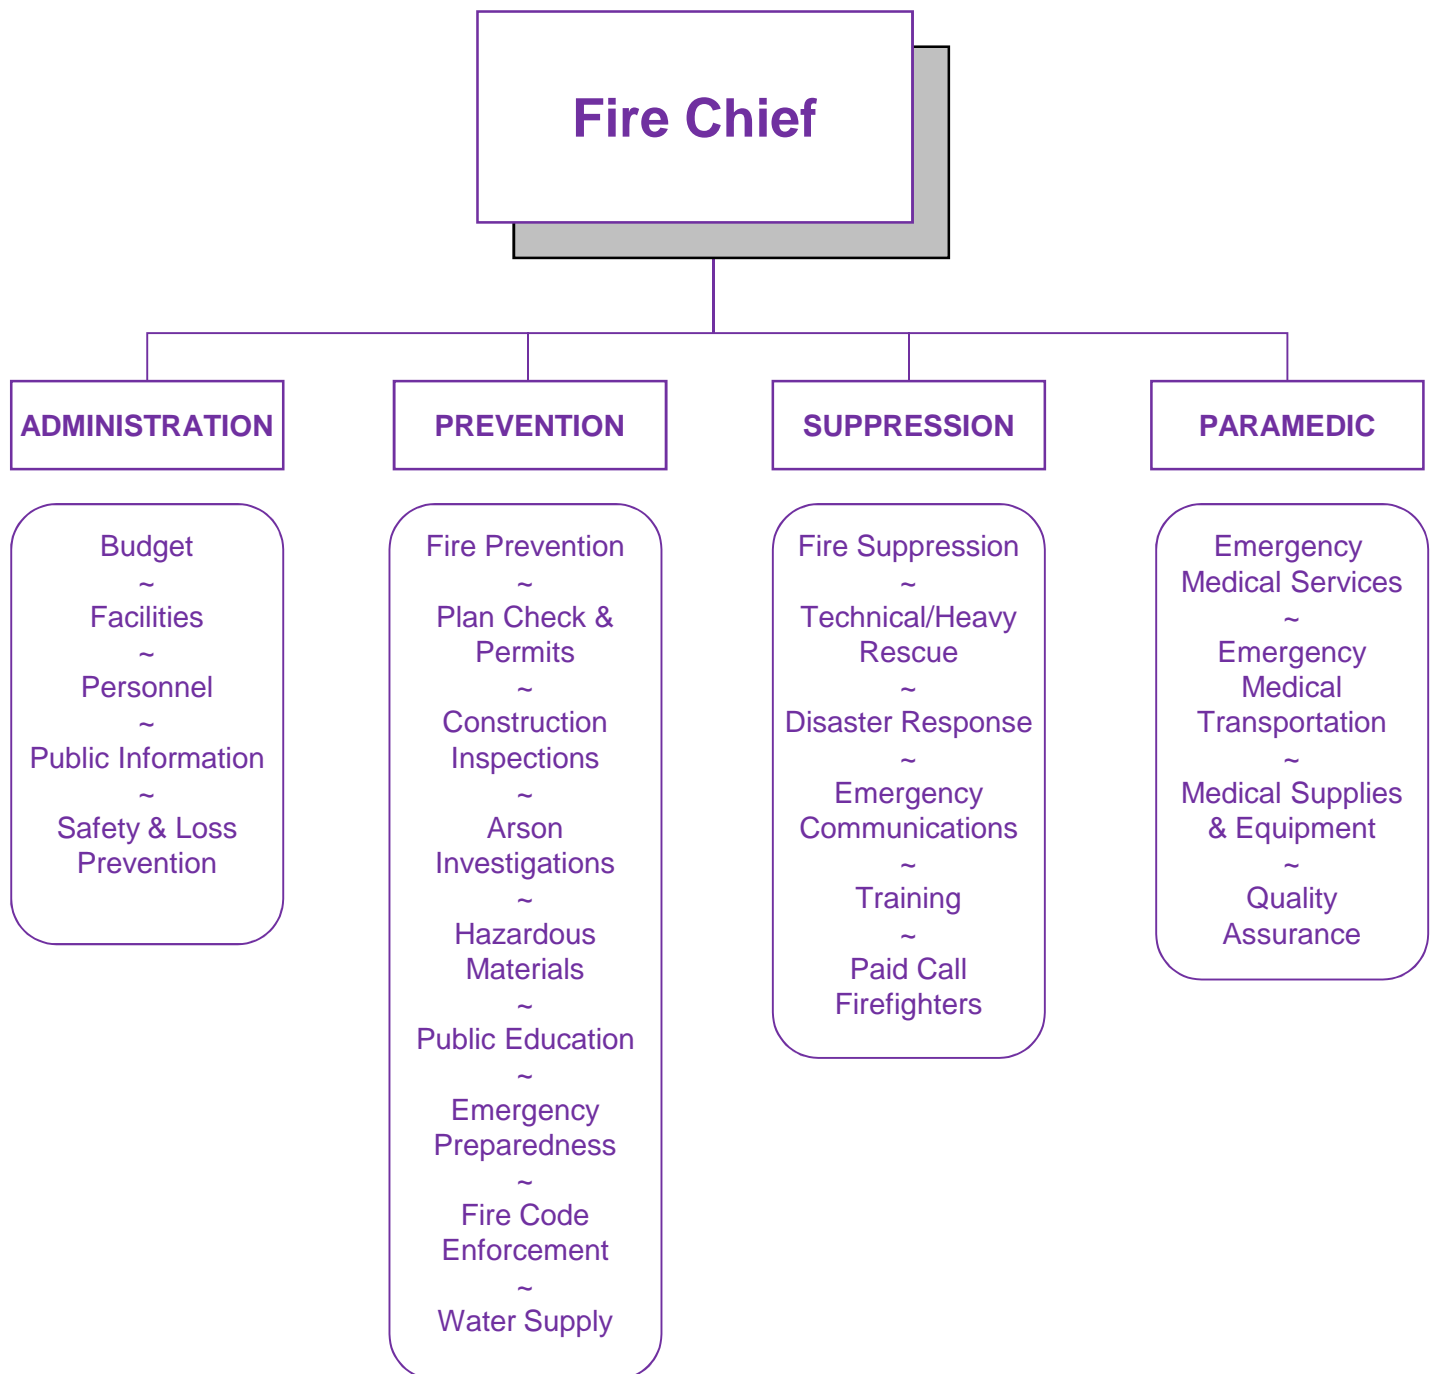 Fire Chief
ADMINISTRATION
PREVENTION
SUPPRESSION
PARAMEDIC
Budget
~
Facilities
~
Personnel
~
Public Information
~
Safety & Loss
Prevention
Fire Prevention
~
Plan Check &
Permits
~
Construction
Inspections
~
Arson
Investigations
~
Hazardous
Materials
~
Public Education
~
Emergency
Preparedness
~
Fire Code
Enforcement
~
Water Supply
Fire Suppression
~
Technical/Heavy
Rescue
~
Disaster Response
~
Emergency
Communications
~
Training
~
Paid Call
Firefighters
Emergency
Medical Services
~
Emergency
Medical
Transportation
~
Medical Supplies
& Equipment
~
Quality
Assurance